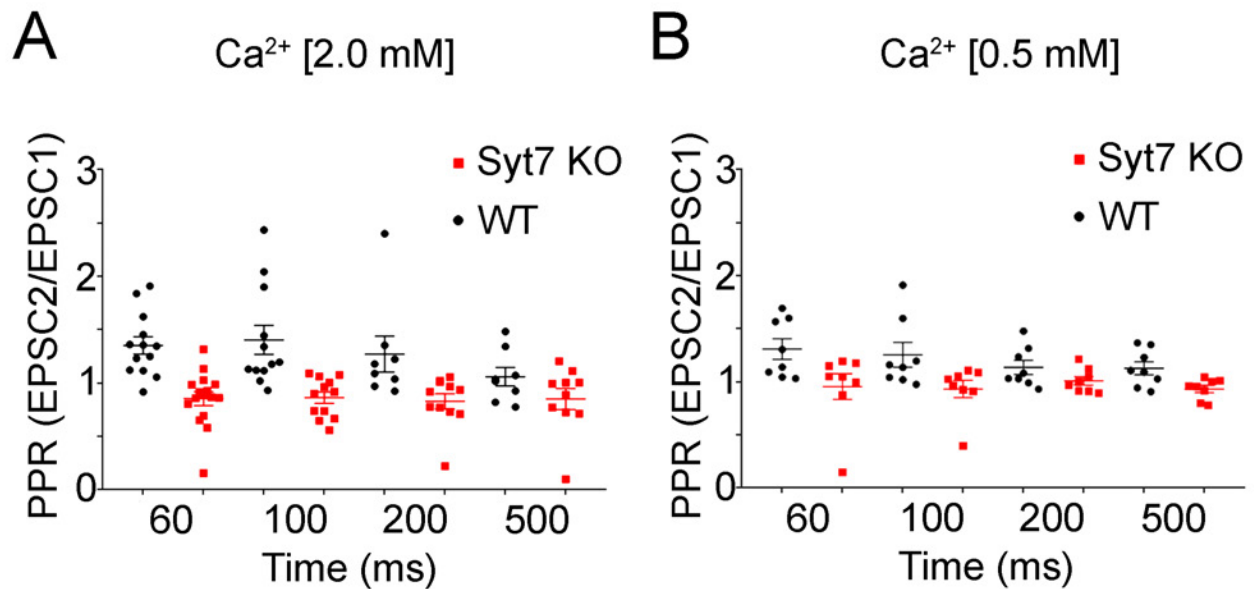 A
Ca²⁺ [2.0 mM]
PPR (EPSC2/EPSC1)
3
2
1
0
Syt7 KO
WT
60 100 200 500
Time (ms)
B
Ca²⁺ [0.5 mM]
PPR (EPSC2/EPSC1)
3
2
1
0
Syt7 KO
WT
60 100 200 500
Time (ms)